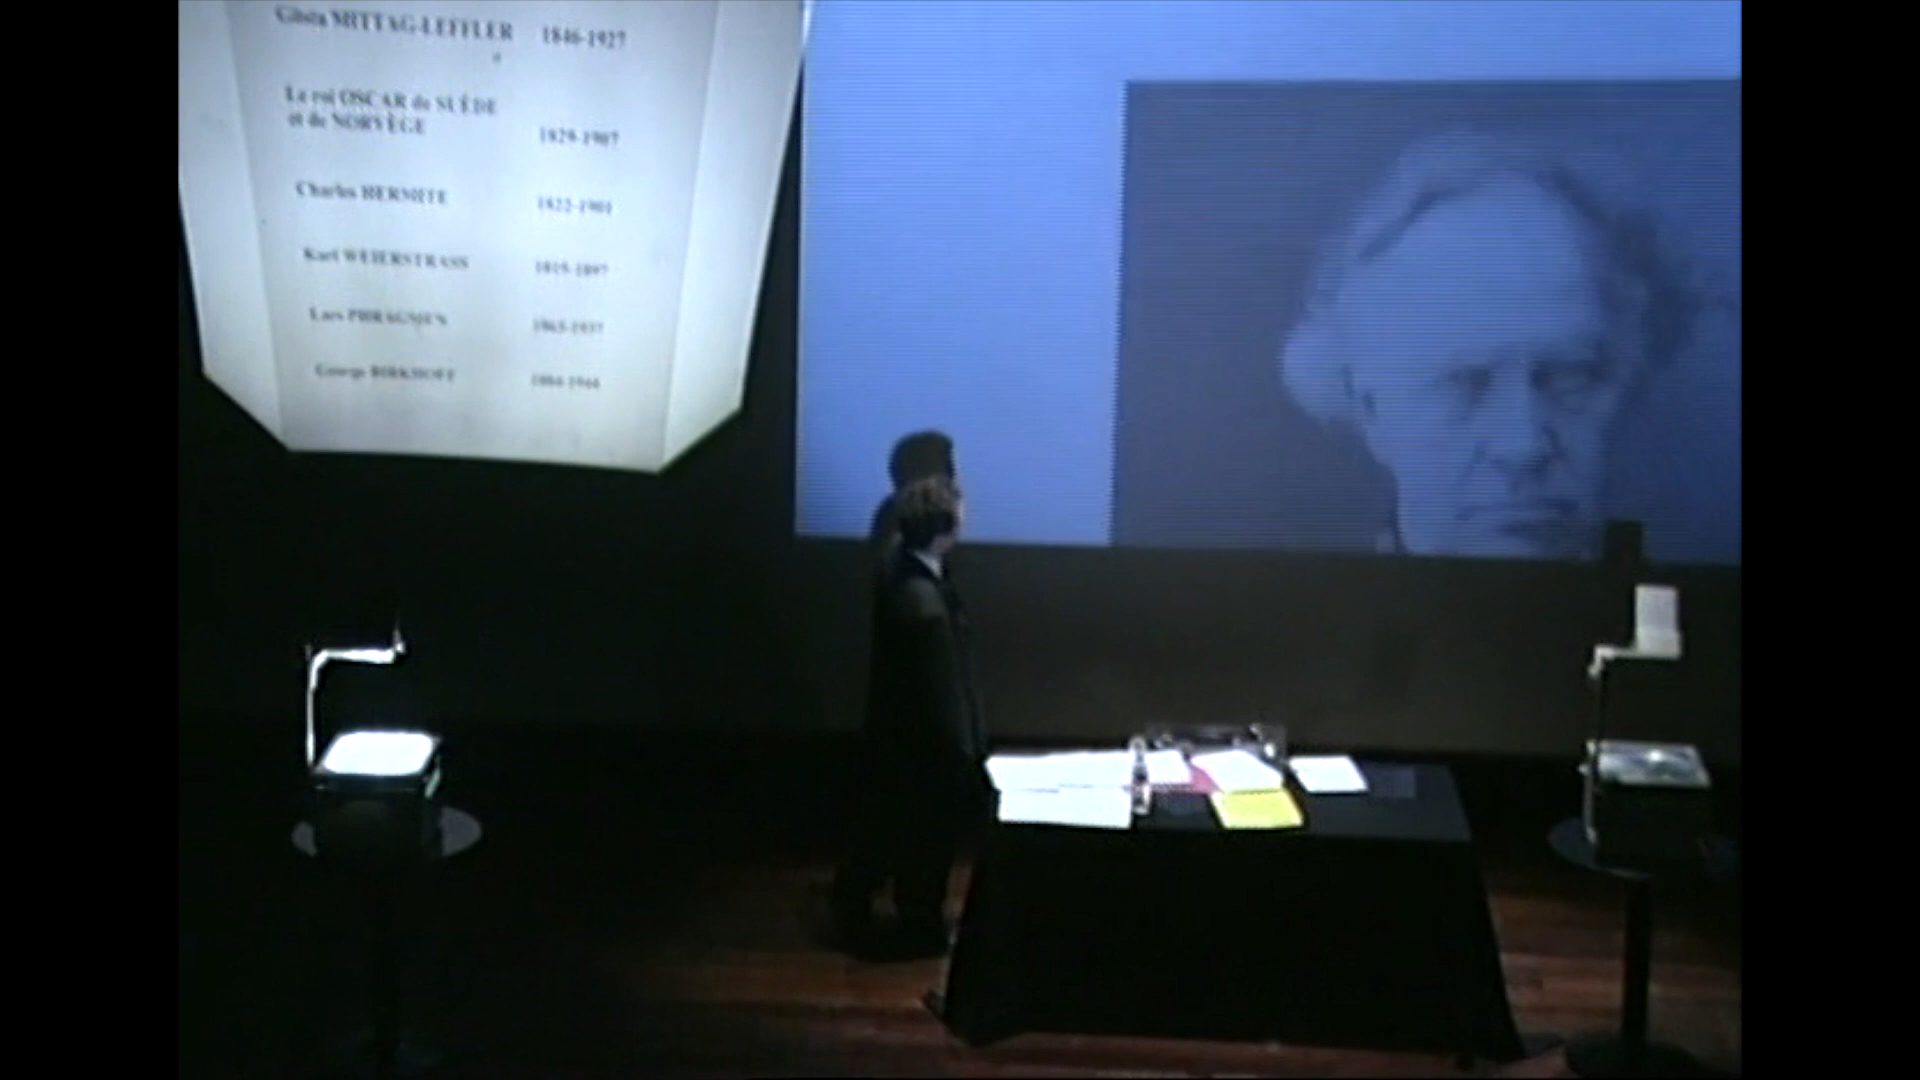 Gösta MITTAG-LEFFLER 1846-1927
Le roi OSCAR de SUÈDE
et de NORVÈGE 1829-1907
Charles HERMITE 1822-1901
Karl WEIERSTRASS 1815-1897
Lars PHRAGMEN 1863-1937
George BIRKHOFF 1884-1944